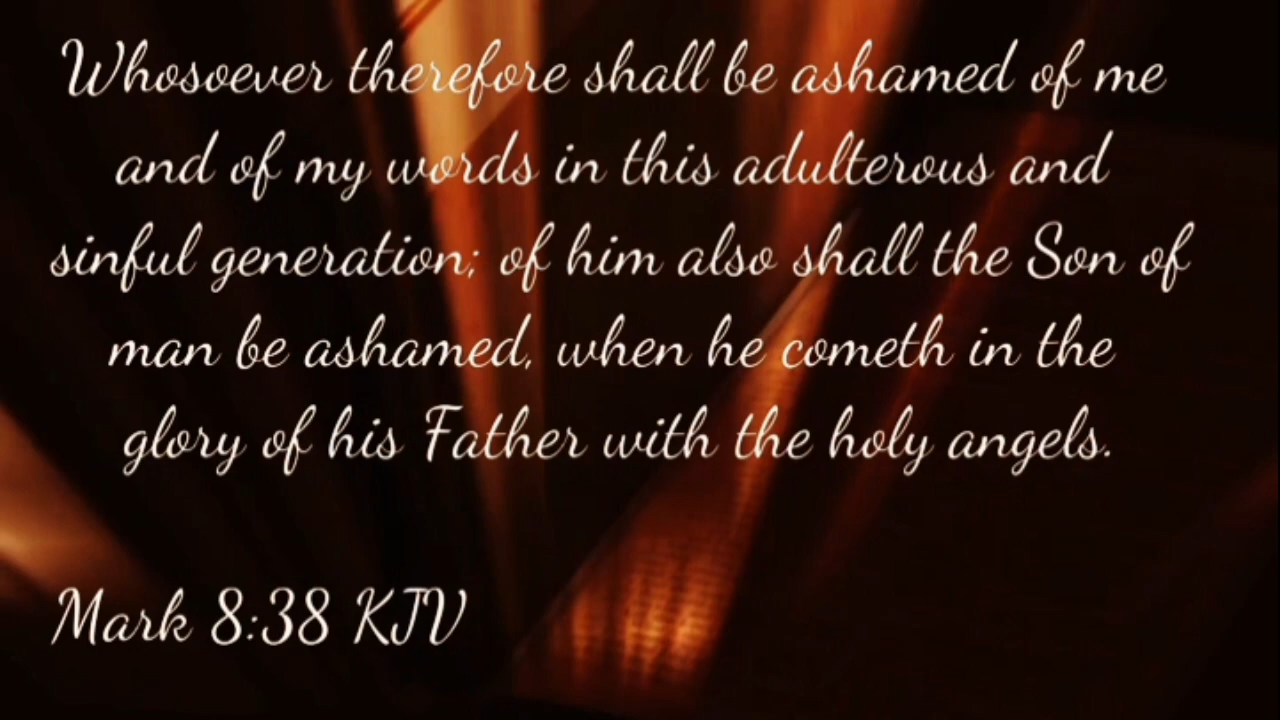 Whosoever therefore shall be ashamed of me
and of my words in this adulterous and
sinful generation; of him also shall the Son of
man be ashamed, when he cometh in the
glory of his Father with the holy angels.
Mark 8:38 KJV